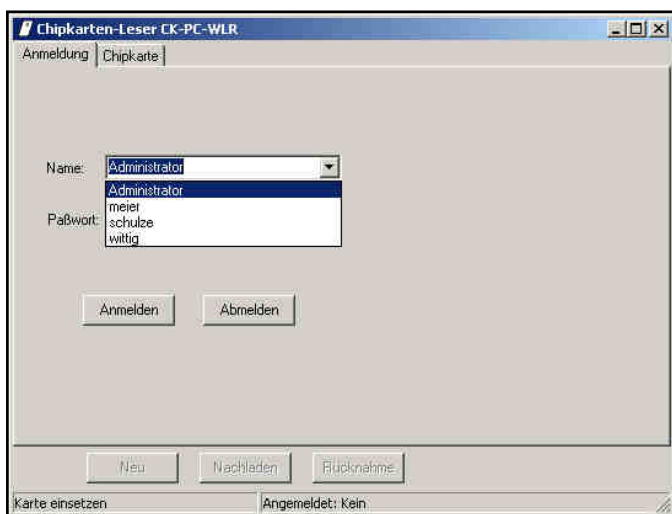 Chipkarten-Leser CK-PC-WLR
Anmeldung Chipkarte
Name: Administrator
Administrator
meier
Paßwort: schulze
wittig
Anmelden Abmelden
Neu Nachladen Rücknahme
Karte einsetzen Angemeldet: Kein